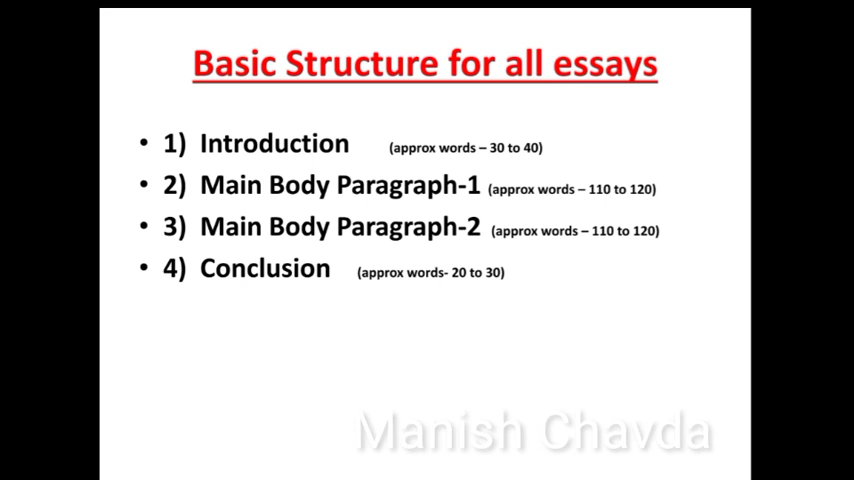 Basic Structure for all essays
• 1) Introduction (approx words – 30 to 40)
• 2) Main Body Paragraph-1 (approx words – 110 to 120)
• 3) Main Body Paragraph-2 (approx words – 110 to 120)
• 4) Conclusion (approx words- 20 to 30)
Manish Chavda